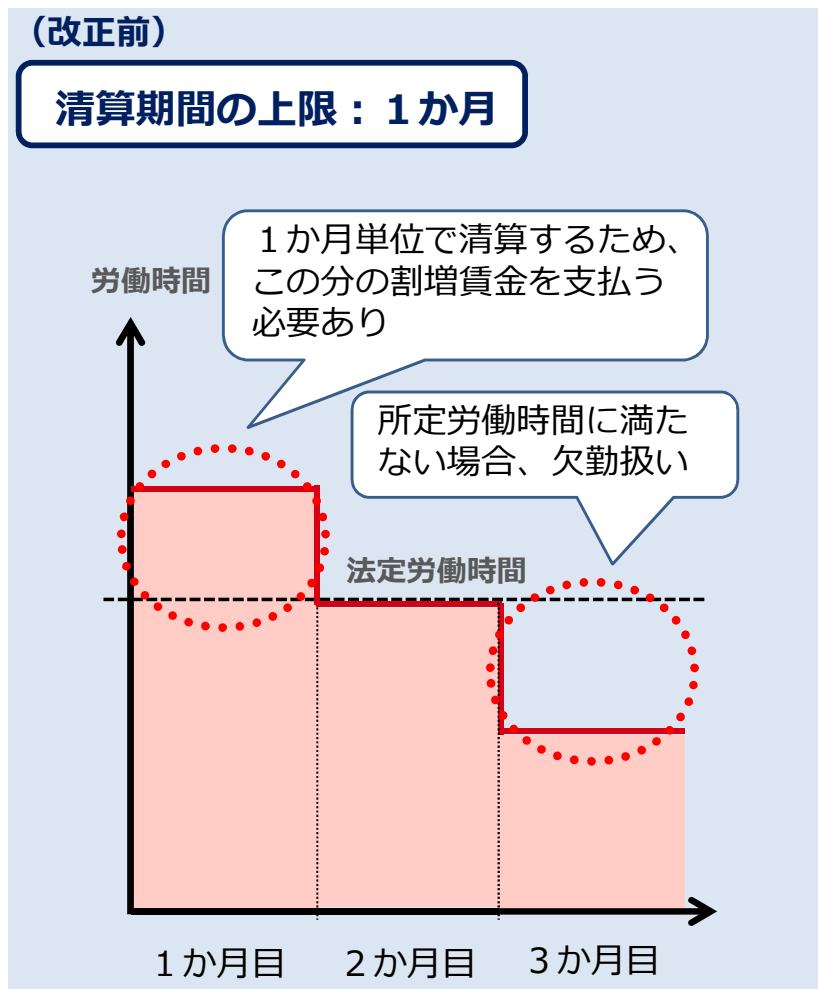 （改正前）
清算期間の上限：１か月
１か月単位で清算するため、
この分の割増賃金を支払う
必要あり
労働時間
所定労働時間に満た
ない場合、欠勤扱い
法定労働時間
１か月目
２か月目
３か月目